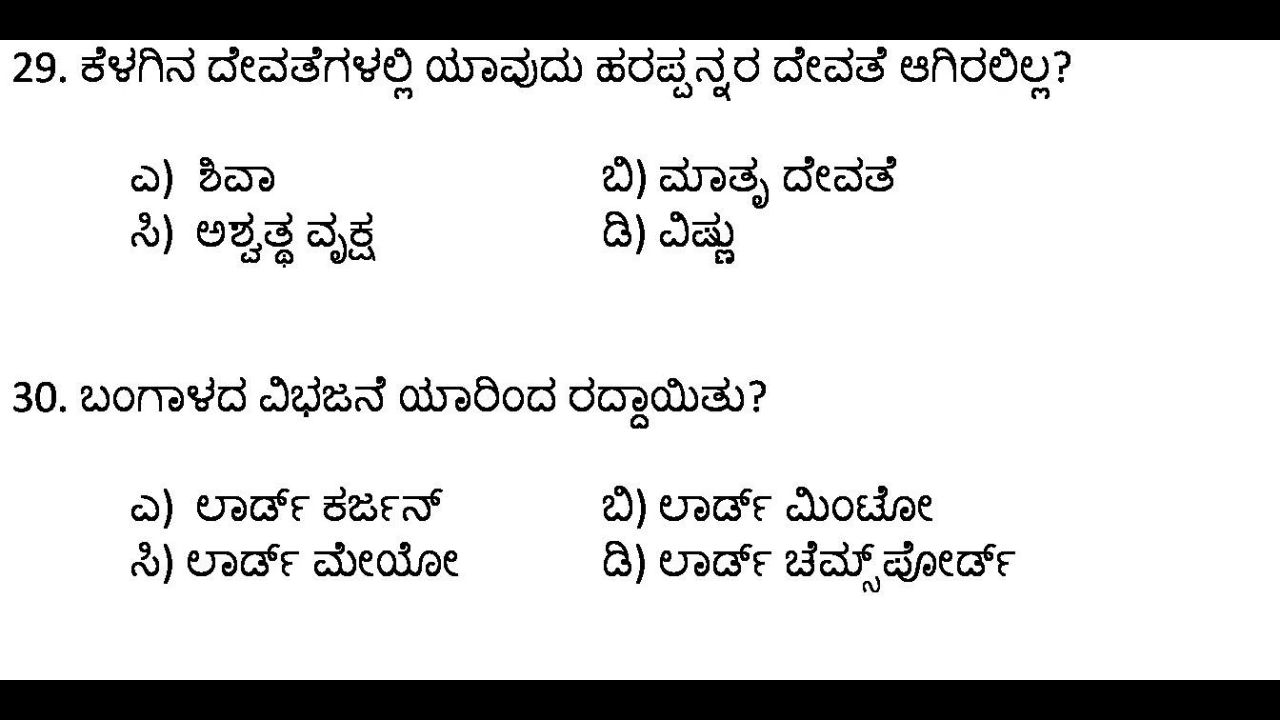 29. ಕೆಳಗಿನ ದೇವತೆಗಳಲ್ಲಿ ಯಾವುದು ಹರಪ್ಪನ್ನರ ದೇವತೆ ಆಗಿರಲಿಲ್ಲ?
ಎ) ಶಿವಾ ಬಿ) ಮಾತೃ ದೇವತೆ
ಸಿ) ಅಶ್ವತ್ಥ ವೃಕ್ಷ ಡಿ) ವಿಷ್ಣು
30. ಬಂಗಾಳದ ವಿಭಜನೆ ಯಾರಿಂದ ರದ್ದಾಯಿತು?
ಎ) ಲಾರ್ಡ್ ಕರ್ಜನ್ ಬಿ) ಲಾರ್ಡ್ ಮಿಂಟೋ
ಸಿ) ಲಾರ್ಡ್ ಮೇಯೋ ಡಿ) ಲಾರ್ಡ್ ಚೆಮ್ಸ್‌ಪೋರ್ಡ್